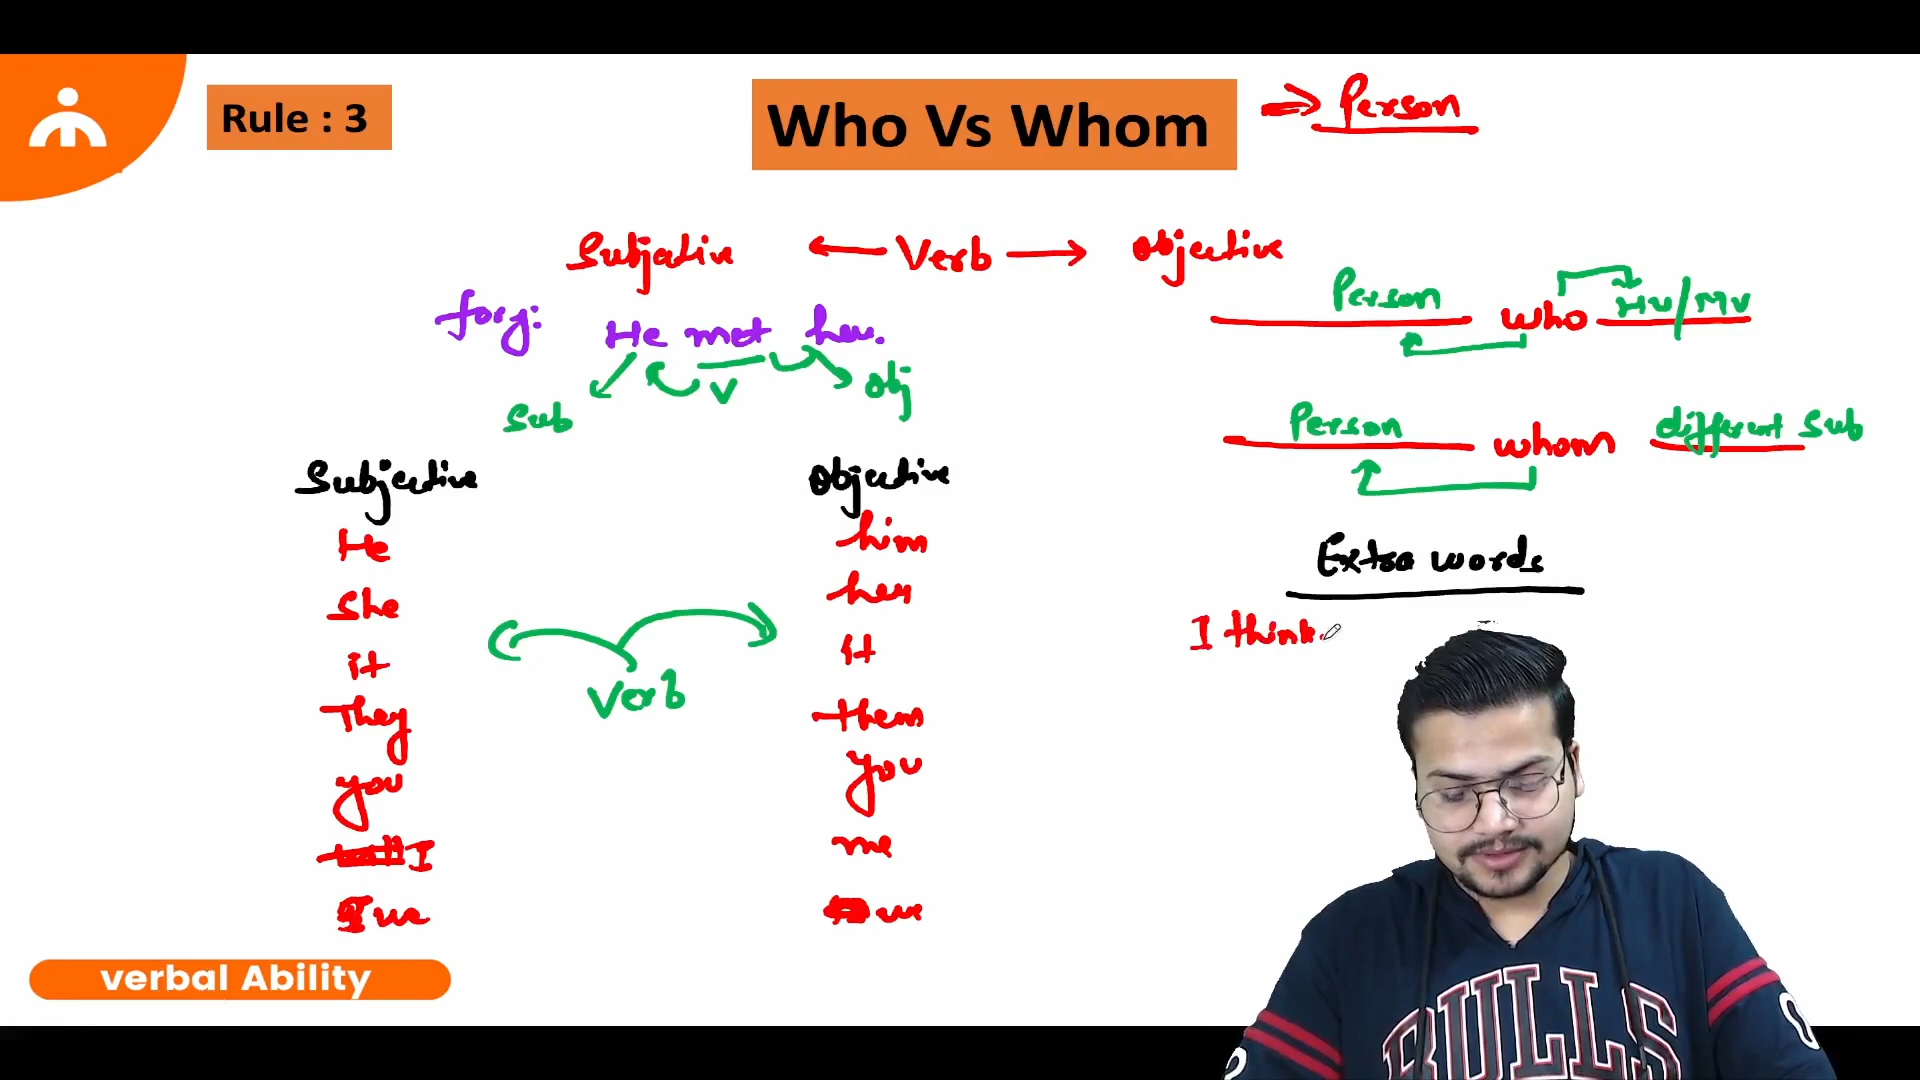 Rule : 3
Who Vs Whom
⇒ Person
Subjective ← Verb → Objective
He met her.
Sub V Obj
Person who HV/MV
Person whom different Sub
Extra words
I think
Subjective Objective
He him
She her
it it
They them
you you
I me
we us
Verb
verbal Ability
BULLS